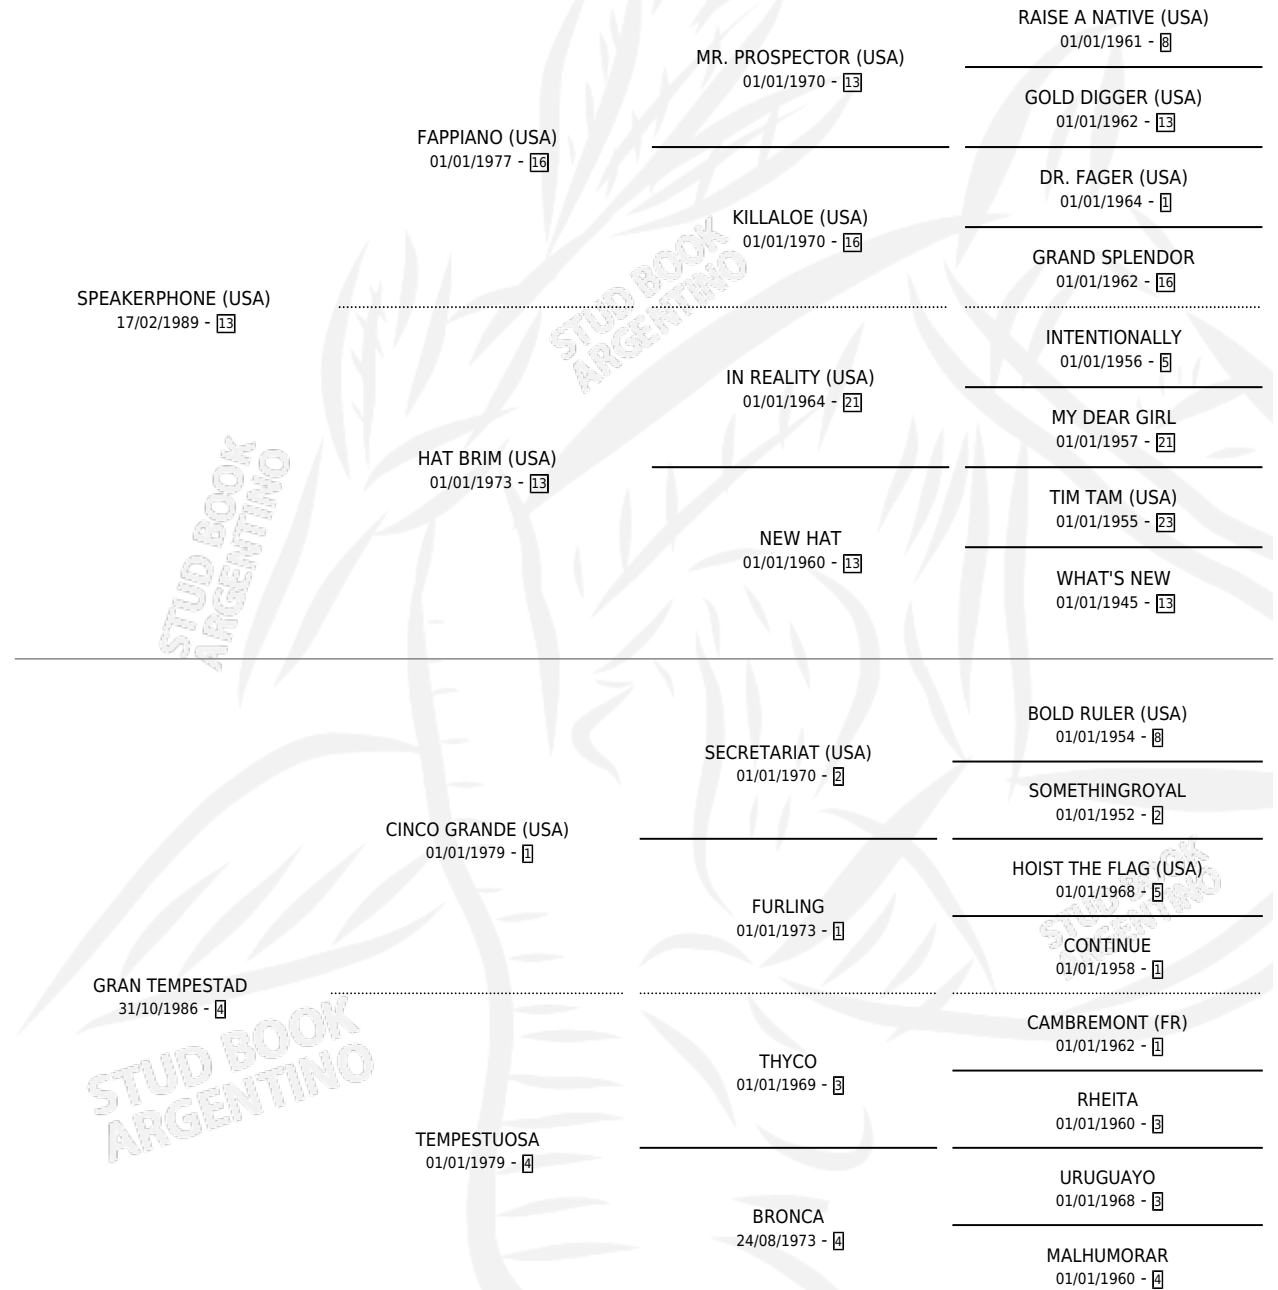 RAISE A NATIVE (USA)
01/01/1961 - 8
MR. PROSPECTOR (USA)
01/01/1970 - 13
GOLD DIGGER (USA)
01/01/1962 - 13
FAPPIANO (USA)
01/01/1977 - 16
DR. FAGER (USA)
01/01/1964 - 1
KILLALOE (USA)
01/01/1970 - 16
GRAND SPLENDOR
01/01/1962 - 16
SPEAKERPHONE (USA)
17/02/1989 - 13
STUD BOOK
ARGENTINO
INTENTIONALLY
01/01/1956 - 5
IN REALITY (USA)
01/01/1964 - 21
MY DEAR GIRL
01/01/1957 - 21
HAT BRIM (USA)
01/01/1973 - 13
TIM TAM (USA)
01/01/1955 - 23
NEW HAT
01/01/1960 - 13
WHAT'S NEW
01/01/1945 - 13
STUD BOOK
ARGENTINO
BOLD RULER (USA)
01/01/1954 - 8
SECRETARIAT (USA)
01/01/1970 - 2
SOMETHINGROYAL
01/01/1952 - 2
CINCO GRANDE (USA)
01/01/1979 - 1
HOIST THE FLAG (USA)
01/01/1968 - 5
FURLING
01/01/1973 - 1
STUD BOOK
ARGENTINO
CONTINUE
01/01/1958 - 1
GRAN TEMPESTAD
31/10/1986 - 4
CAMBREMONT (FR)
01/01/1962 - 1
THYCO
01/01/1969 - 3
STUD BOOK
ARGENTINO
RHEITA
01/01/1960 - 3
TEMPESTUOSA
01/01/1979 - 4
URUGUAYO
01/01/1968 - 3
BRONCA
24/08/1973 - 4
MALHUMORAR
01/01/1960 - 4